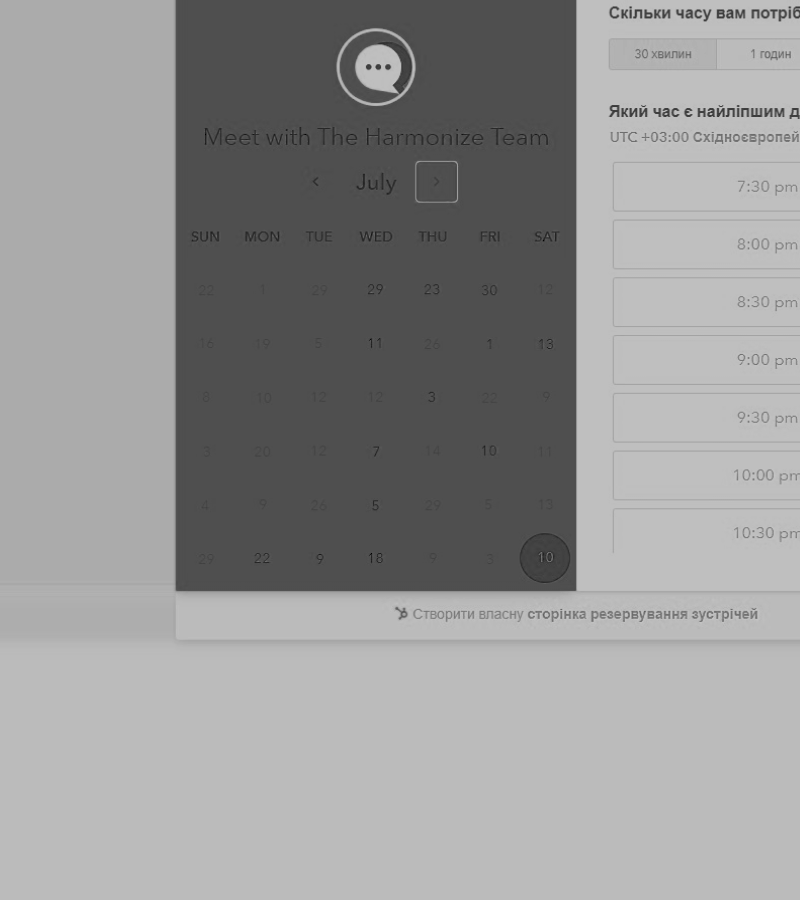 Скільки часу вам потріб
30 хвилин 1 годин
Meet with The Harmonize Team
July
SUN MON TUE WED THU FRI SAT
22 1 29 29 23 30 12
16 19 5 11 26 1 13
8 10 12 12 3 22 9
3 20 12 7 14 10 11
4 9 26 5 29 5 13
29 22 9 18 9 3 10
Який час є найліпшим д
UTC +03:00 Східноєвропей
7:30 pm
8:00 pm
8:30 pm
9:00 pm
9:30 pm
10:00 pm
10:30 pm
Створити власну сторінка резервування зустрічей